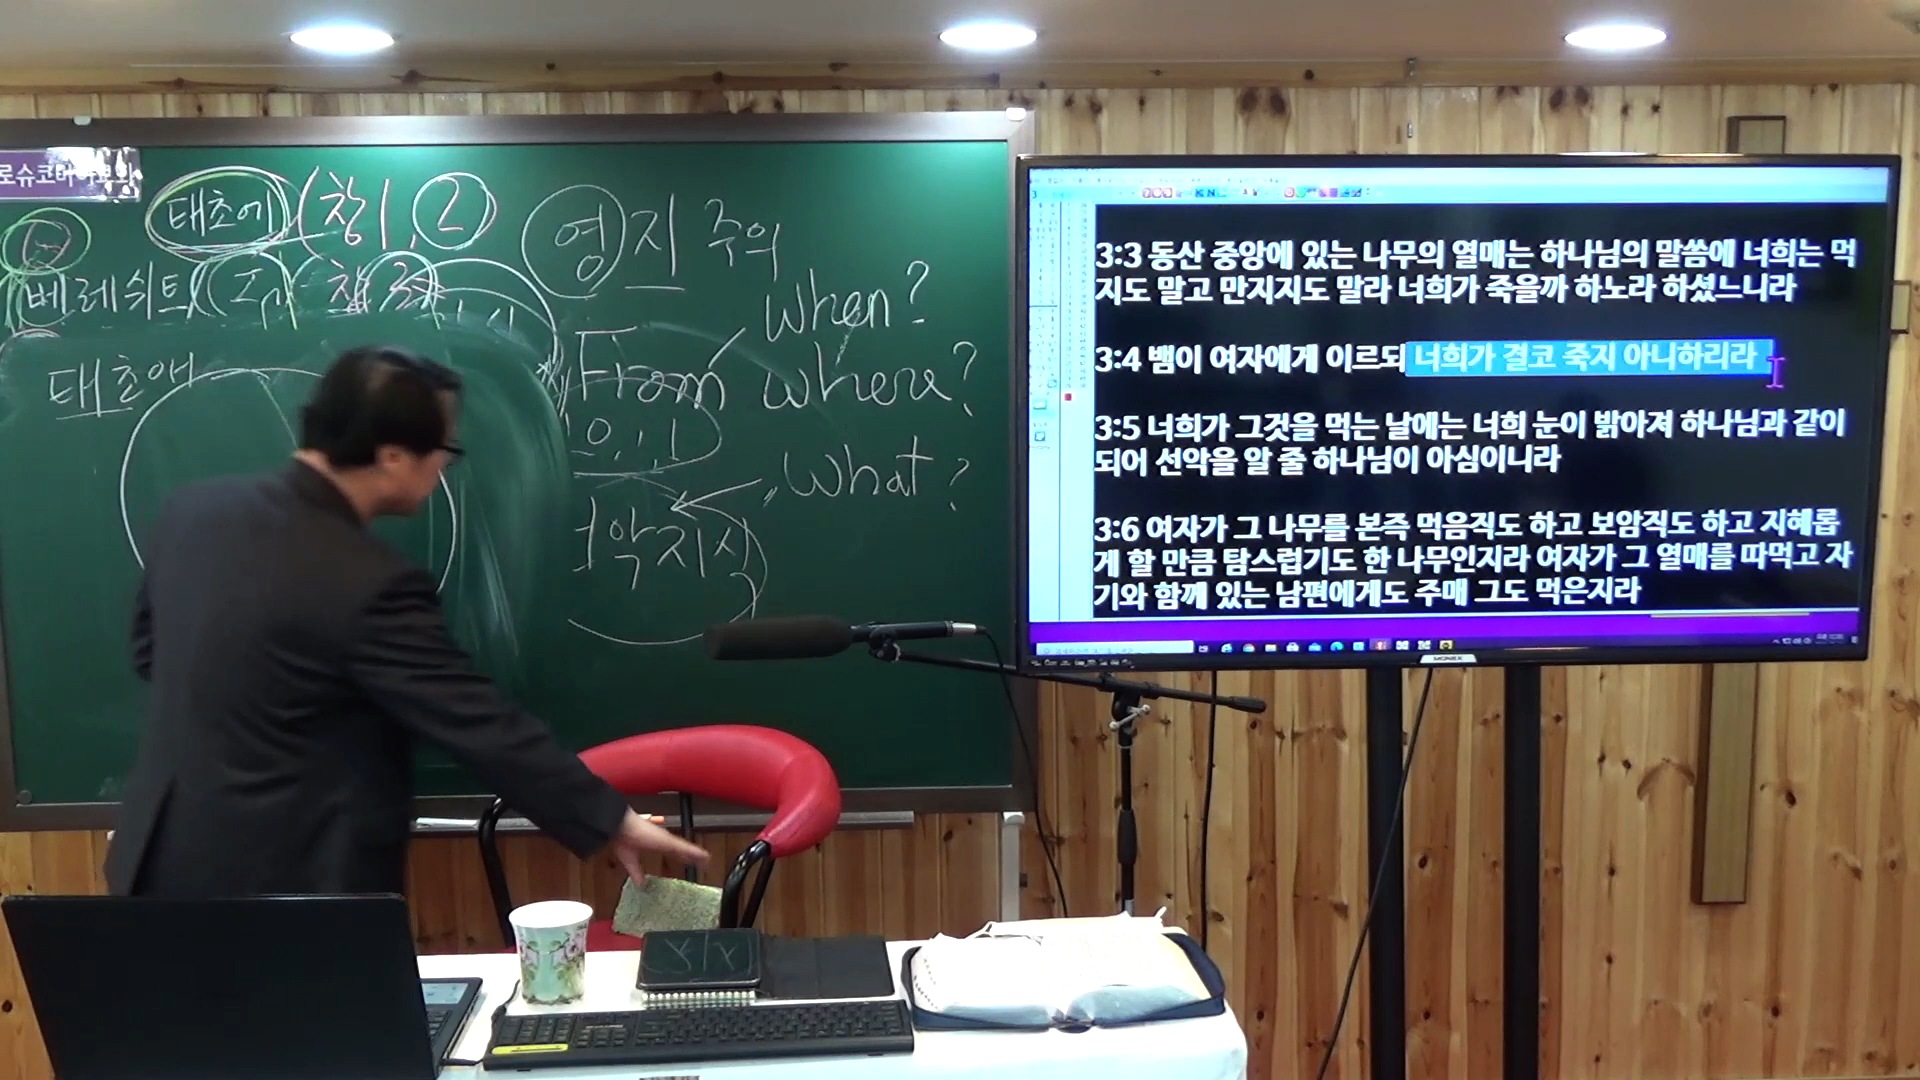 태초에 (창1,2
베레쉬트
태초에
영지 주의
When?
From where?
What?
악지식
3:3 동산 중앙에 있는 나무의 열매는 하나님의 말씀에 너희는 먹
지도 말고 만지지도 말라 너희가 죽을까 하노라 하셨느니라
3:4 뱀이 여자에게 이르되 너희가 결코 죽지 아니하리라
3:5 너희가 그것을 먹는 날에는 너희 눈이 밝아져 하나님과 같이
되어 선악을 알 줄 하나님이 아심이니라
3:6 여자가 그 나무를 본즉 먹음직도 하고 보암직도 하고 지혜롭
게 할 만큼 탐스럽기도 한 나무인지라 여자가 그 열매를 따먹고 자
기와 함께 있는 남편에게도 주매 그도 먹은지라
MONEX